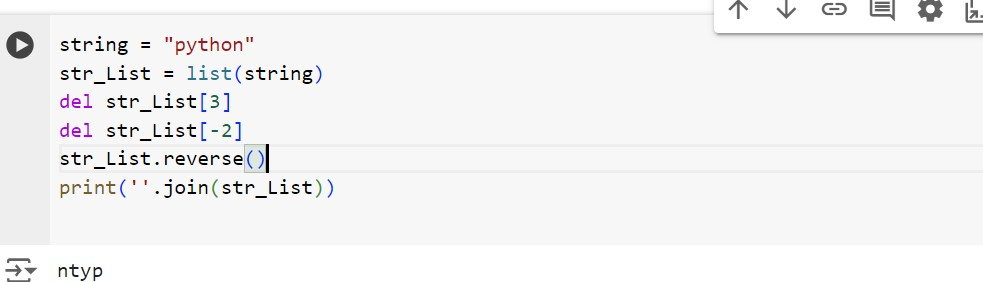 string = "python"
str_List = list(string)
del str_List[3]
del str_List[-2]
str_List.reverse()
print(''.join(str_List))
ntyp